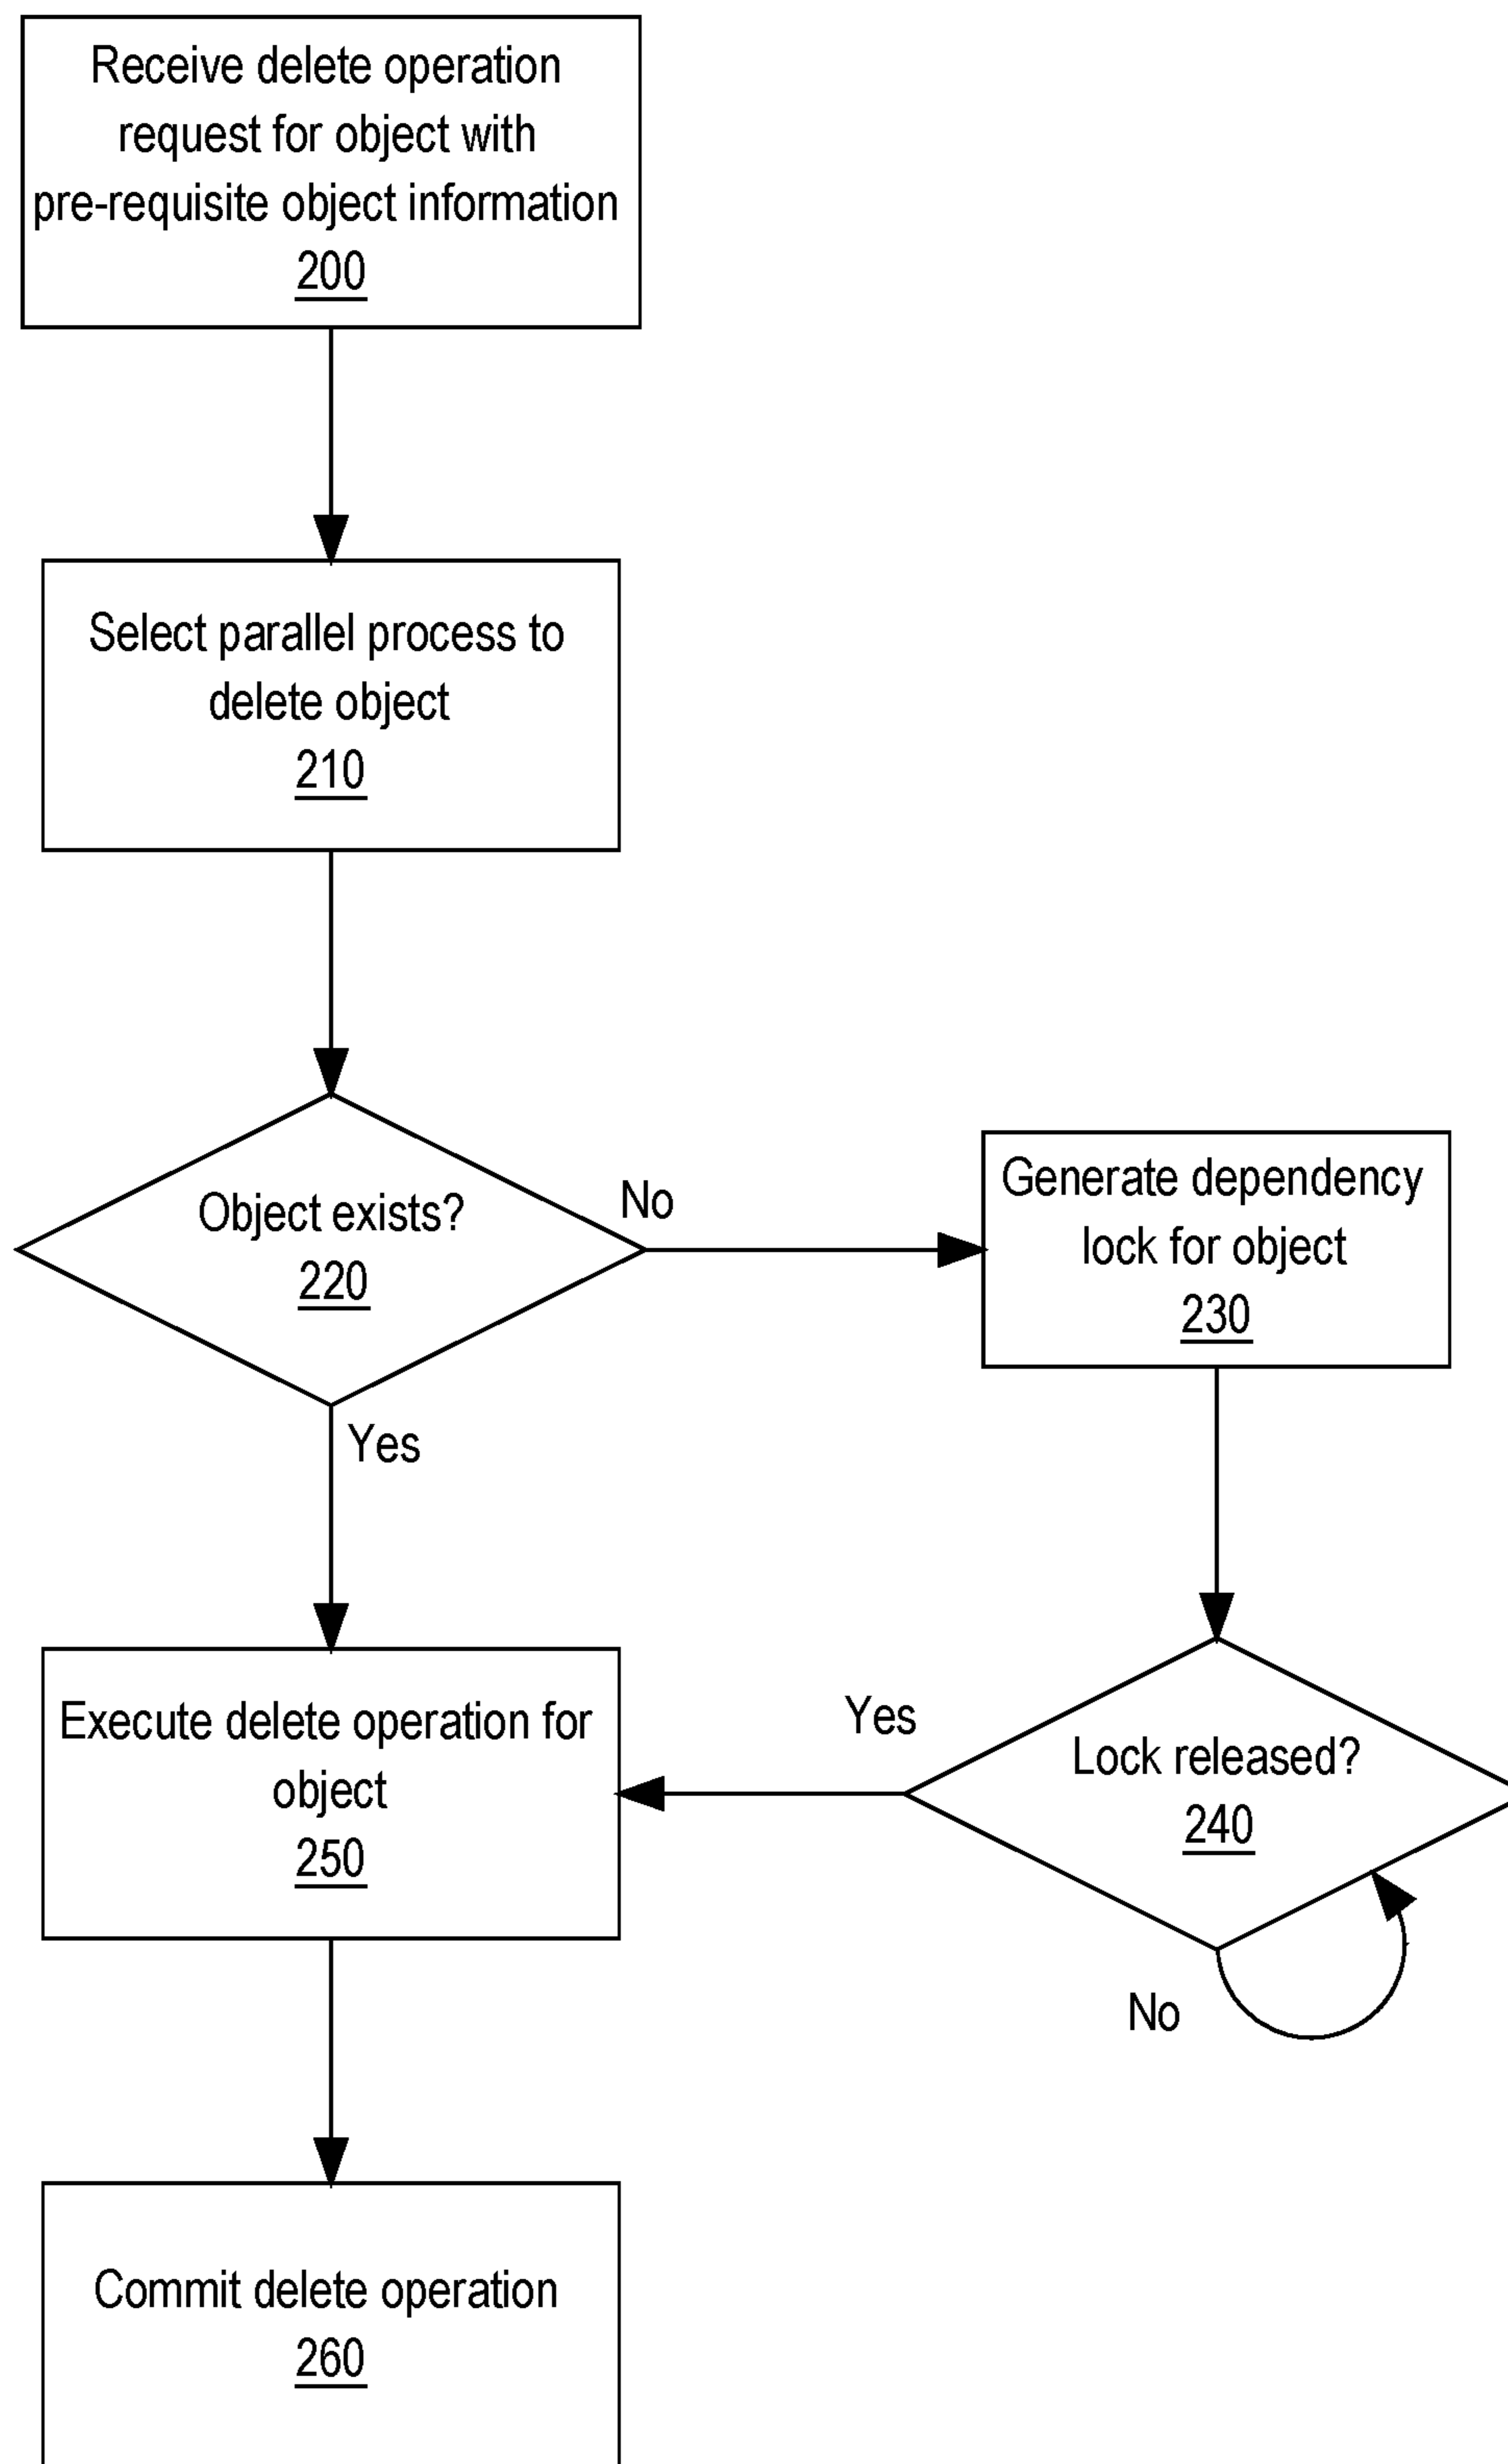 Receive delete operation
request for object with
pre-requisite object information
200
Select parallel process to
delete object
210
Object exists?
220
No
Yes
Generate dependency
lock for object
230
Execute delete operation for
object
250
Yes
Lock released?
240
No
Commit delete operation
260